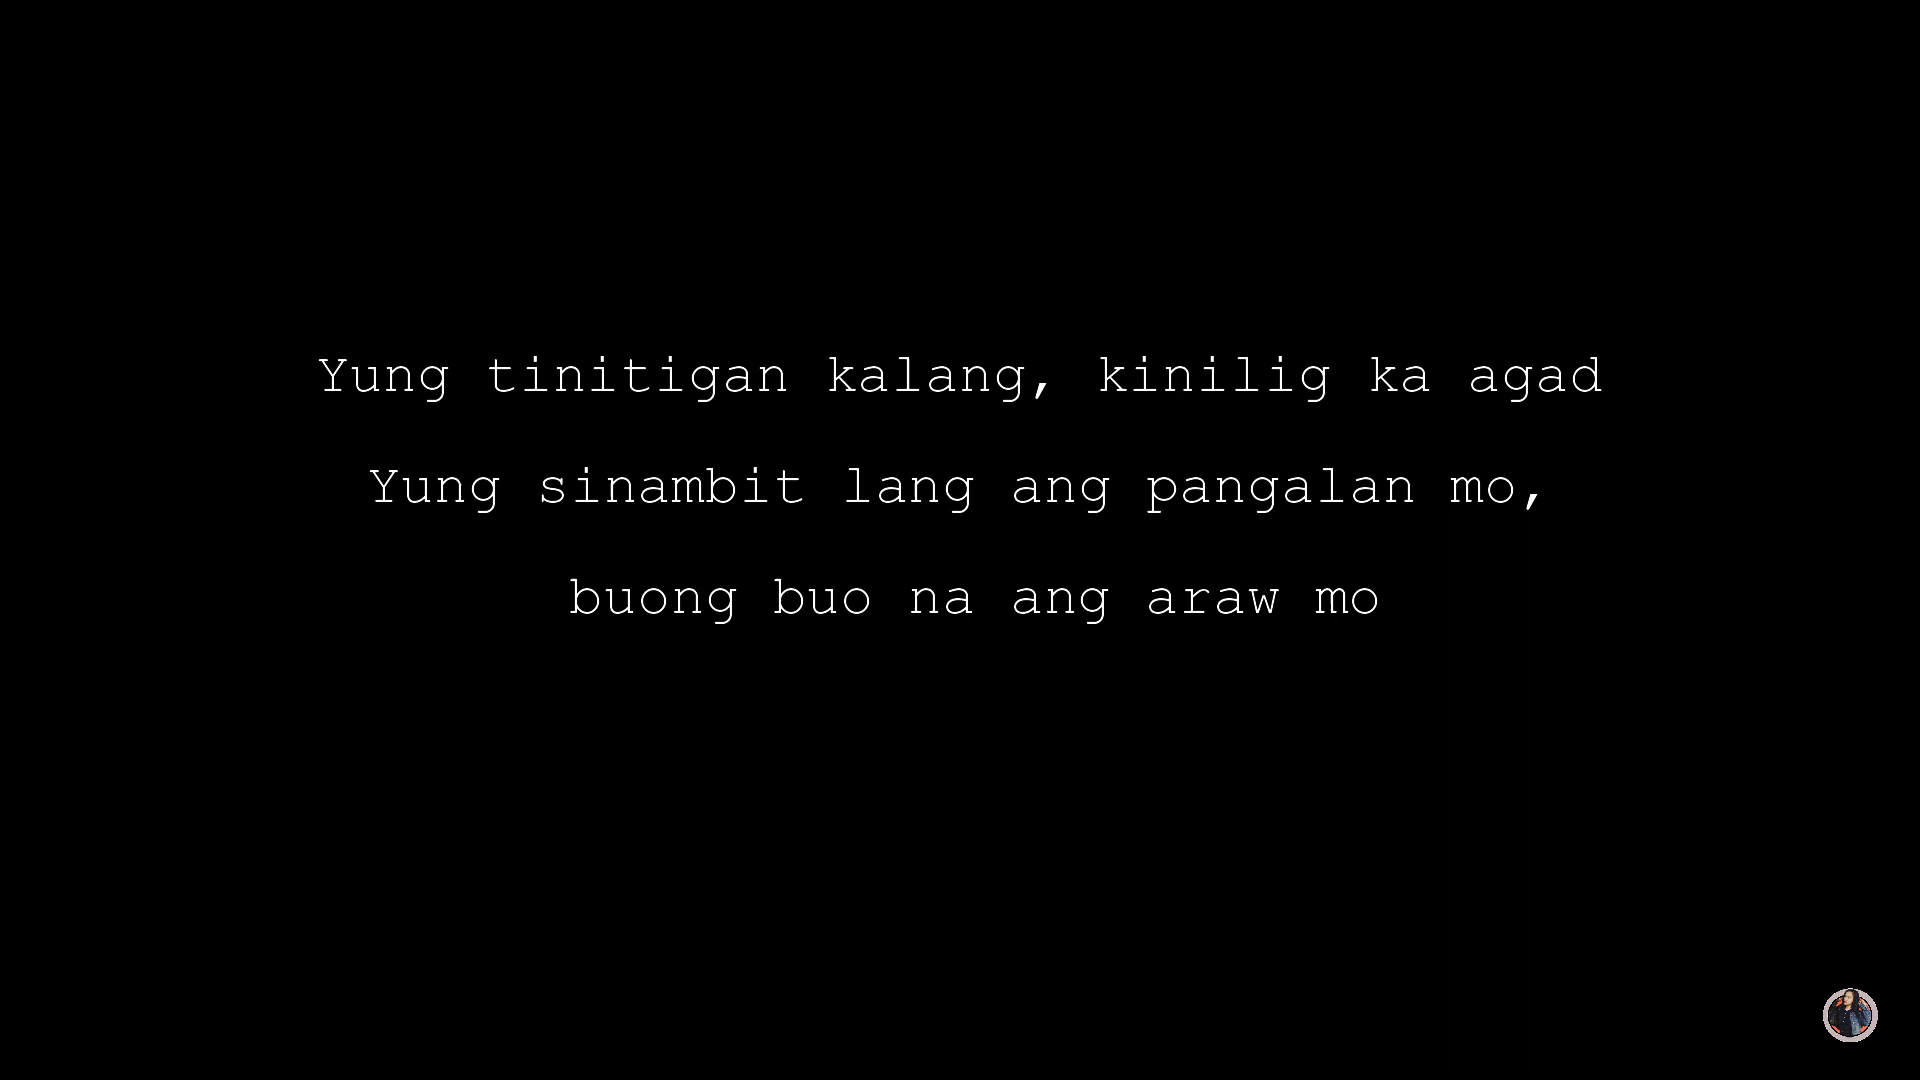 Yung tinitigan kalang, kinilig ka agad
Yung sinambit lang ang pangalan mo,
buong buo na ang araw mo